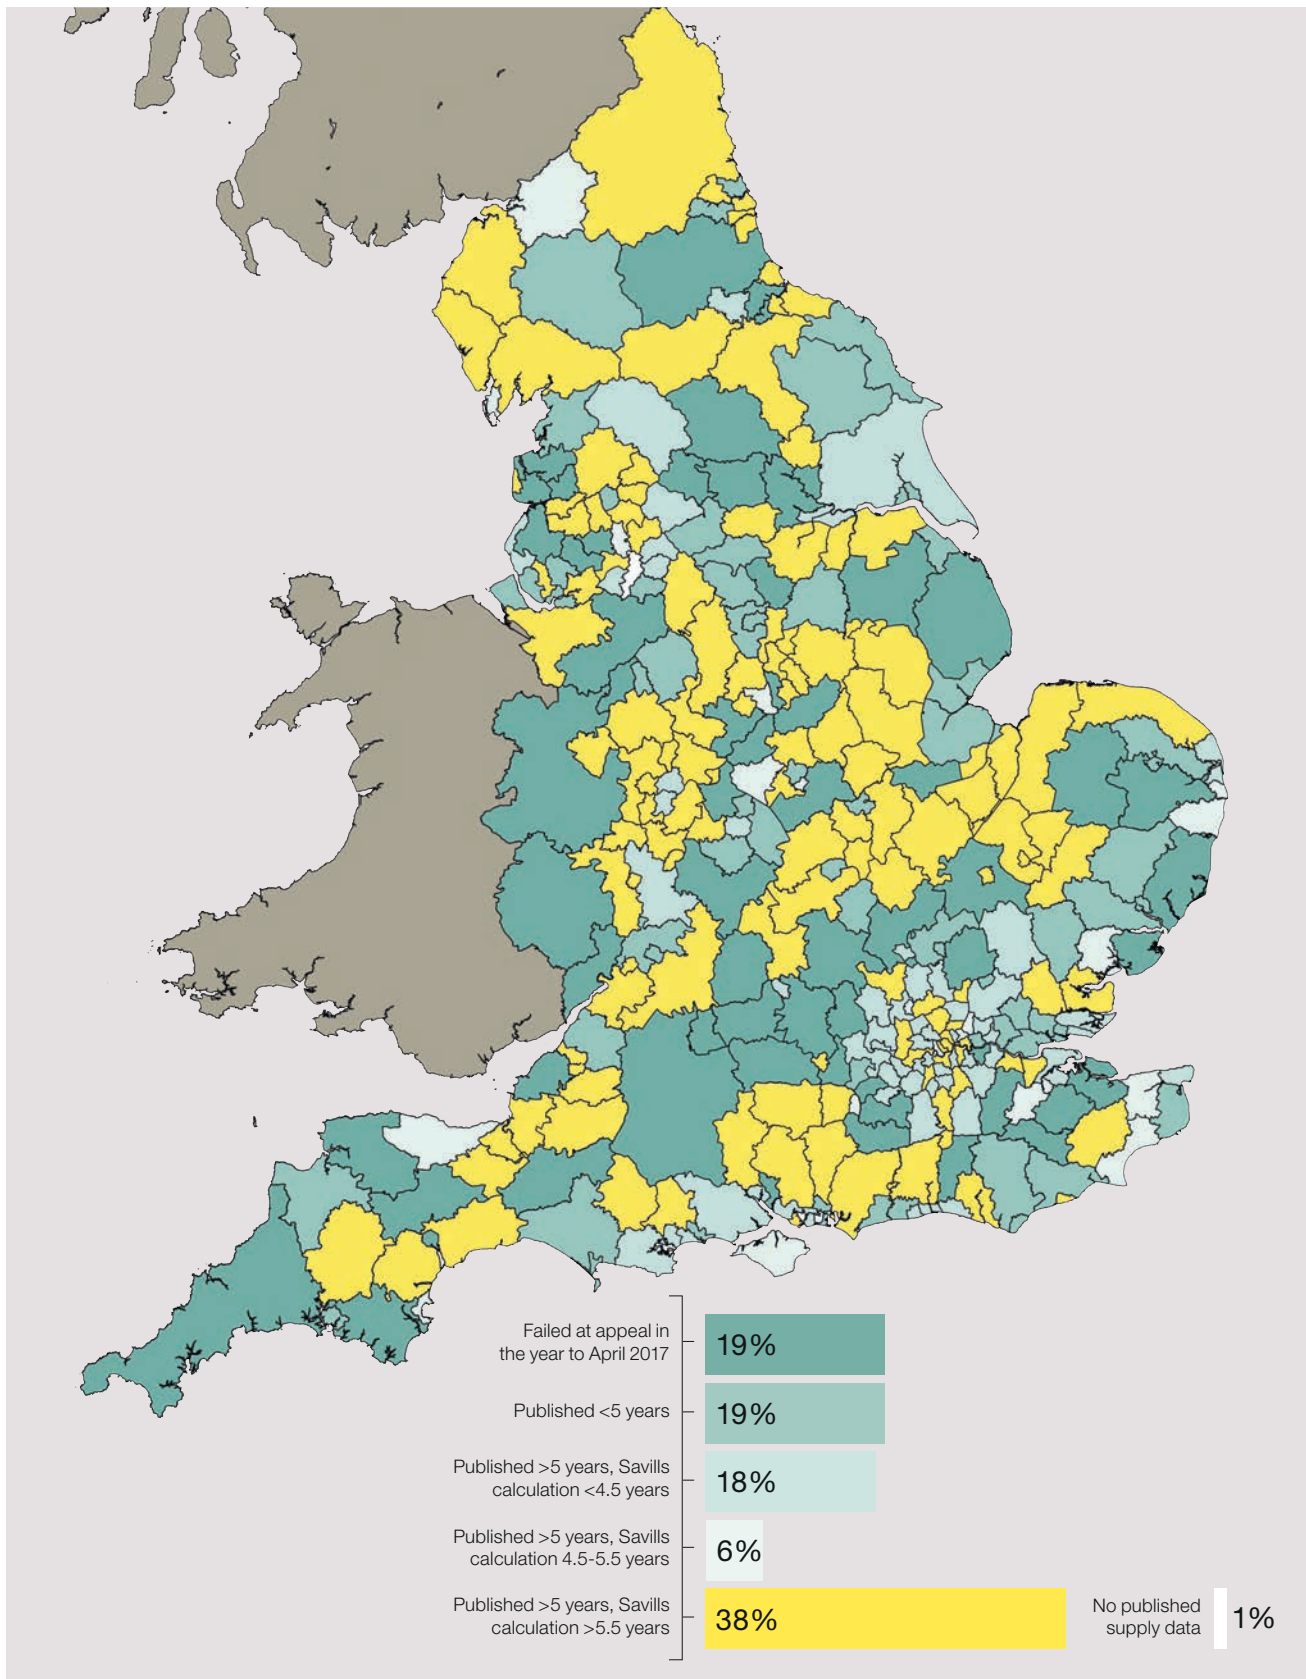 Failed at appeal in
the year to April 2017
19%
Published <5 years
19%
Published >5 years, Savills
calculation <4.5 years
18%
Published >5 years, Savills
calculation 4.5-5.5 years
6%
Published >5 years, Savills
calculation >5.5 years
38%
No published
supply data
1%